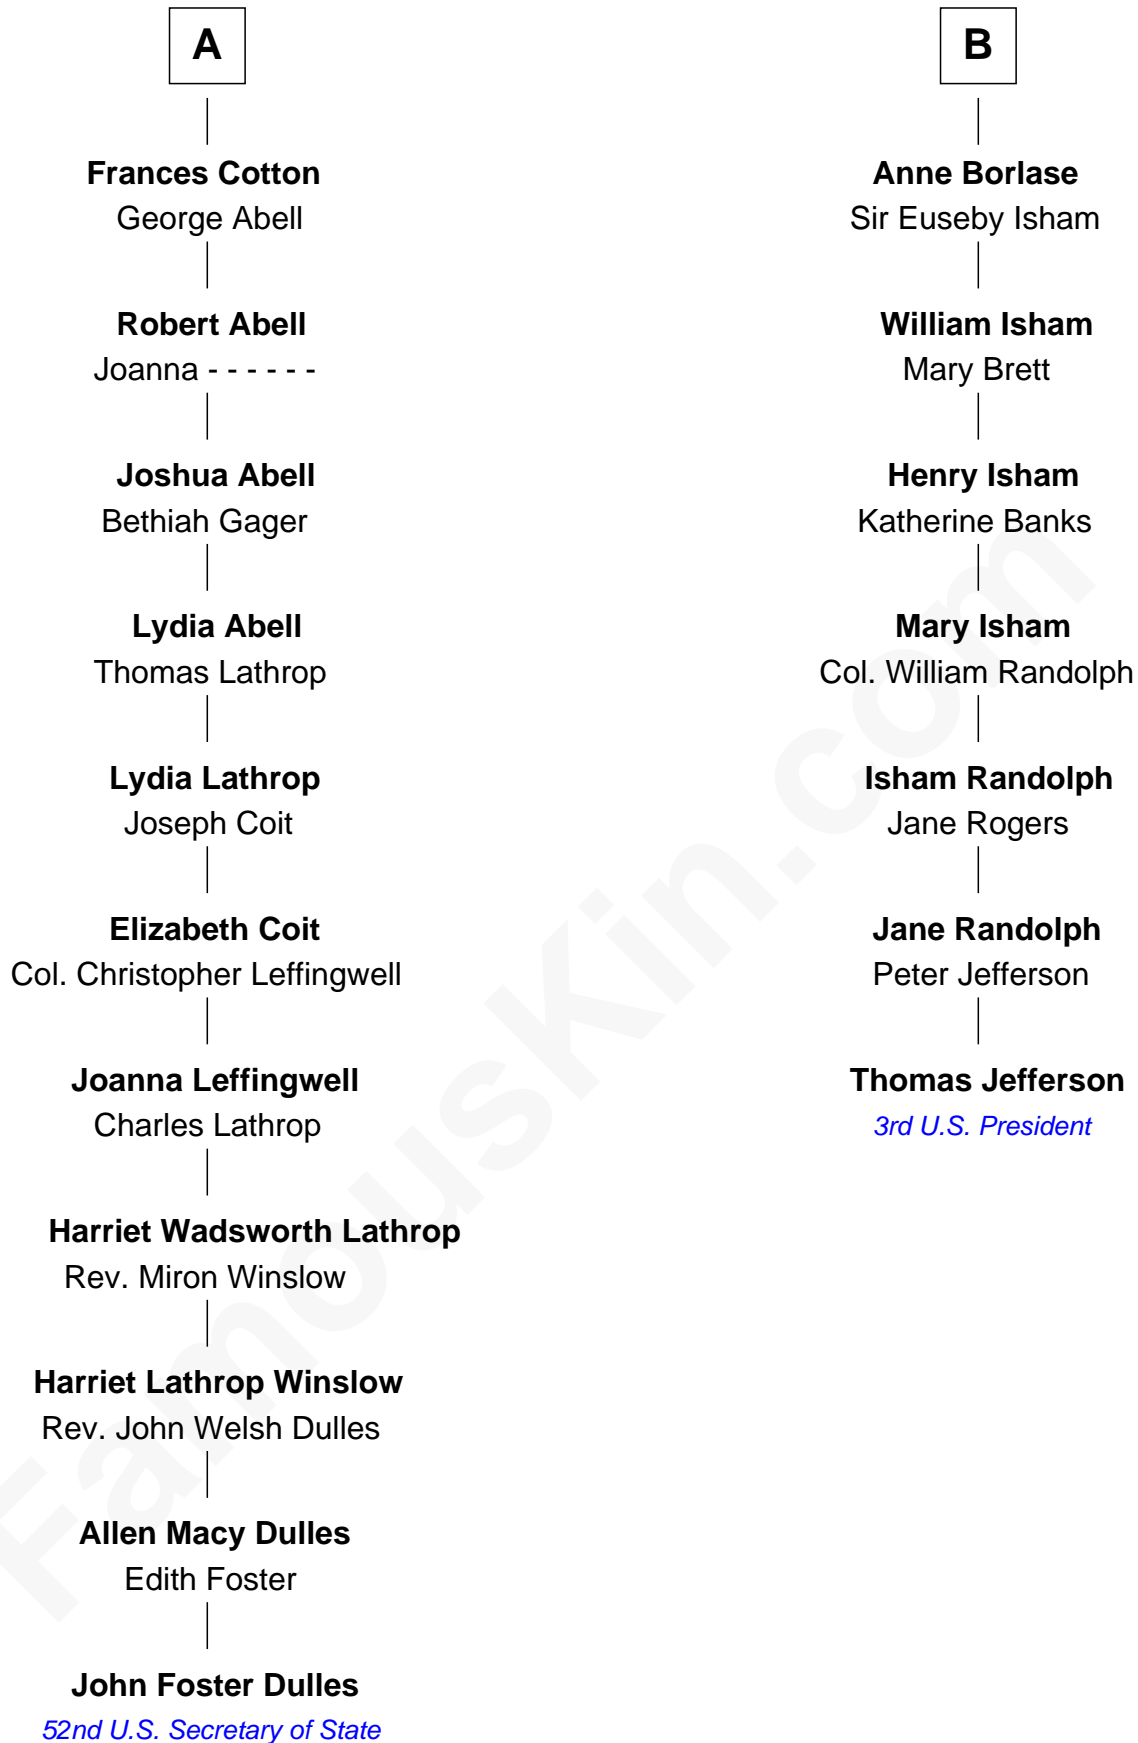 A
Frances Cotton
George Abell
Robert Abell
Joanna - - - - - -
Joshua Abell
Bethiah Gager
Lydia Abell
Thomas Lathrop
Lydia Lathrop
Joseph Coit
Elizabeth Coit
Col. Christopher Leffingwell
Joanna Leffingwell
Charles Lathrop
Harriet Wadsworth Lathrop
Rev. Miron Winslow
Harriet Lathrop Winslow
Rev. John Welsh Dulles
Allen Macy Dulles
Edith Foster
John Foster Dulles
52nd U.S. Secretary of State
B
Anne Borlase
Sir Euseby Isham
William Isham
Mary Brett
Henry Isham
Katherine Banks
Mary Isham
Col. William Randolph
Isham Randolph
Jane Rogers
Jane Randolph
Peter Jefferson
Thomas Jefferson
3rd U.S. President
FamousKin.com